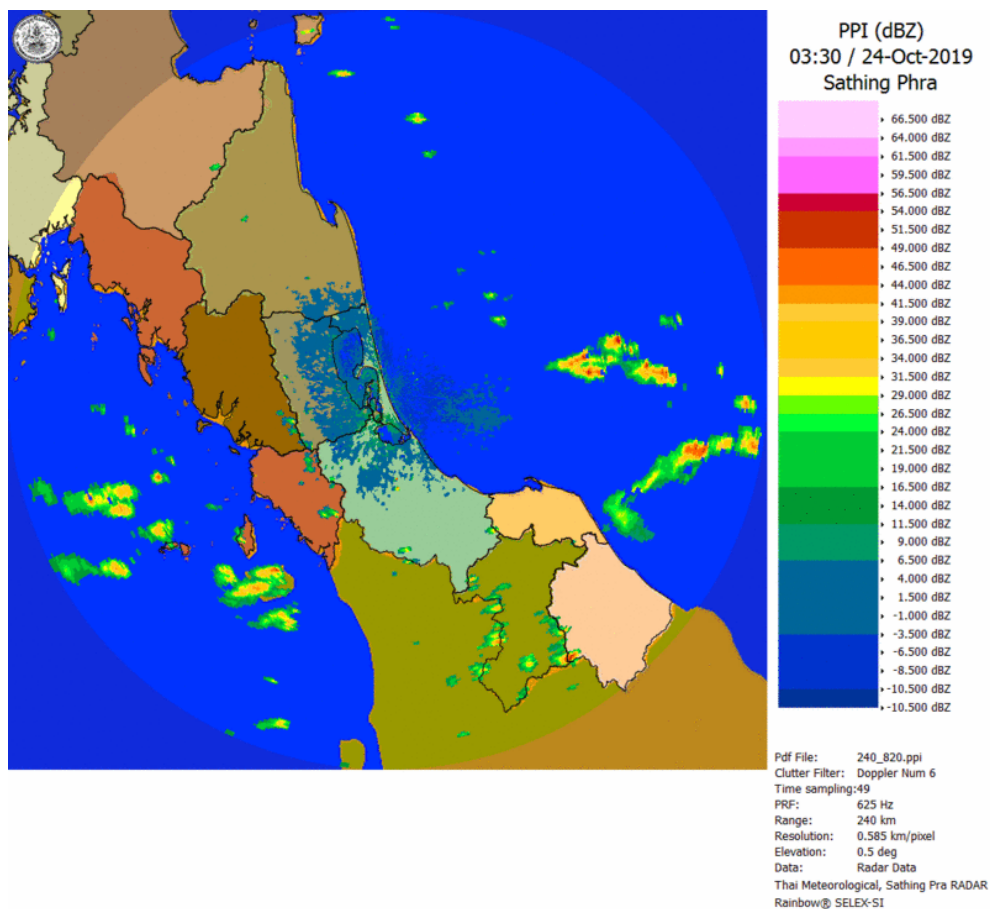 PPI (dBZ)
03:30 / 24-Oct-2019
Sathing Phra
66.500 dBZ
64.000 dBZ
61.500 dBZ
59.500 dBZ
56.500 dBZ
54.000 dBZ
51.500 dBZ
49.000 dBZ
46.500 dBZ
44.000 dBZ
41.500 dBZ
39.000 dBZ
36.500 dBZ
34.000 dBZ
31.500 dBZ
29.000 dBZ
26.500 dBZ
24.000 dBZ
21.500 dBZ
19.000 dBZ
16.500 dBZ
14.000 dBZ
11.500 dBZ
9.000 dBZ
6.500 dBZ
4.000 dBZ
1.500 dBZ
-1.000 dBZ
-3.500 dBZ
-6.500 dBZ
-8.500 dBZ
-10.500 dBZ
-10.500 dBZ
Pdf File: 240_820.ppi
Clutter Filter: Doppler Num 6
Time sampling:49
PRF: 625 Hz
Range: 240 km
Resolution: 0.585 km/pixel
Elevation: 0.5 deg
Data: Radar Data
Thai Meteorological, Sathing Pra RADAR
Rainbow® SELEX-SI